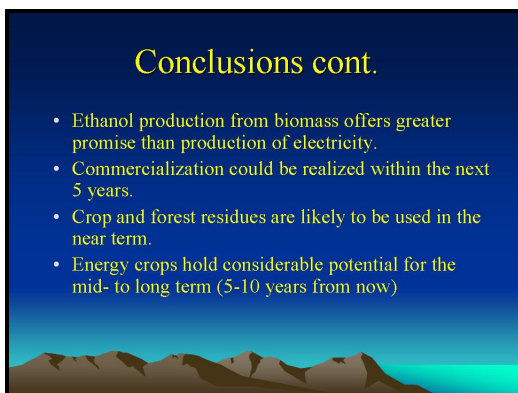 Conclusions cont.
• Ethanol production from biomass offers greater
promise than production of electricity.
• Commercialization could be realized within the next
5 years.
• Crop and forest residues are likely to be used in the
near term.
• Energy crops hold considerable potential for the
mid- to long term (5-10 years from now)